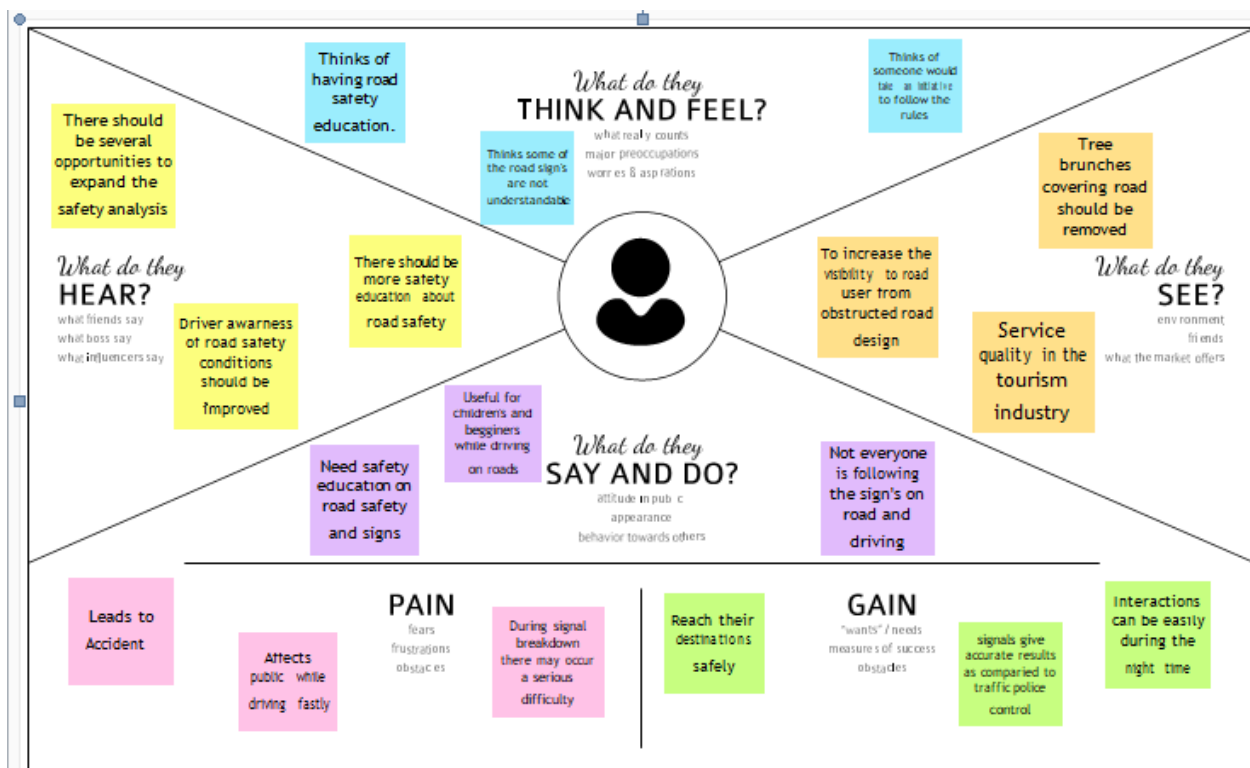 Thinks of
having road
safety
education.
What do they
THINK AND FEEL?
what really counts
major preoccupations
worries & aspirations
Thinks some of
the road sign's
are not
understandable
Thinks of
someone would
take an initiative
to follow the
rules
There should
be several
opportunities to
expand the
safety analysis
What do they
HEAR?
what friends say
what boss say
what influencers say
There should be
more safety
education about
road safety
Driver awarness
of road safety
conditions
should be
improved
Tree
brunches
covering road
should be
removed
To increase the
visibility to road
user from
obstructed road
design
What do they
SEE?
environment
friends
what the market offers
Service
quality in the
tourism
industry
Useful for
children's and
begginers
while driving
on roads
Need safety
education on
road safety
and signs
What do they
SAY AND DO?
attitude in public
appearance
behavior towards others
Not everyone
is following
the sign's on
road and
driving
Leads to
Accident
Affects
public while
driving fastly
PAIN
fears
frustrations
obstacles
During signal
breakdown
there may occur
a serious
difficulty
Reach their
destinations
safely
GAIN
"wants" / needs
measures of success
obstacles
signals give
accurate results
as comparied to
traffic police
control
Interactions
can be easily
during the
night time